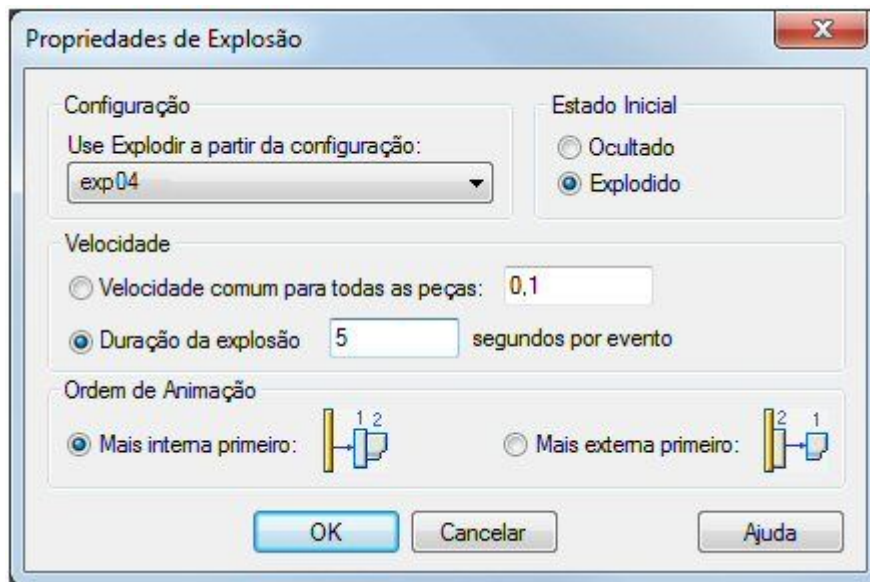 Propriedades de Explosão
Configuração
Use Explodir a partir da configuração:
exp04
Estado Inicial
Ocultado
Explodido
Velocidade
Velocidade comum para todas as peças: 0,1
Duração da explosão 5 segundos por evento
Ordem de Animação
Mais interna primeiro: 1 2
Mais externa primeiro: 2 1
OK Cancelar Ajuda